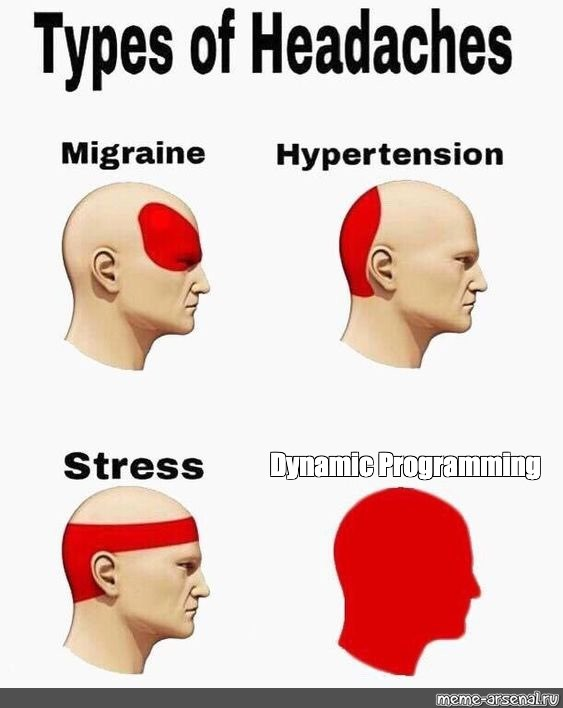 Types of Headaches
Migraine
Hypertension
Stress
Dynamic Programming
meme-arsenal.ru